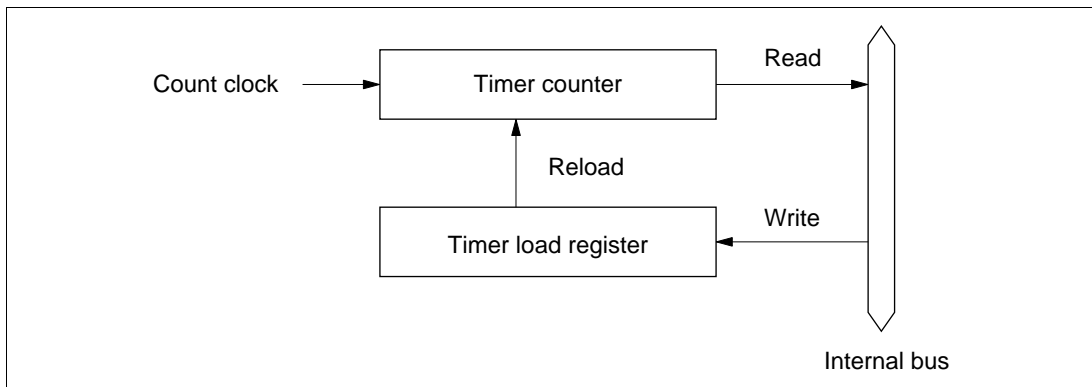 Read
Count clock
Timer counter
Reload
Write
Timer load register
Internal bus